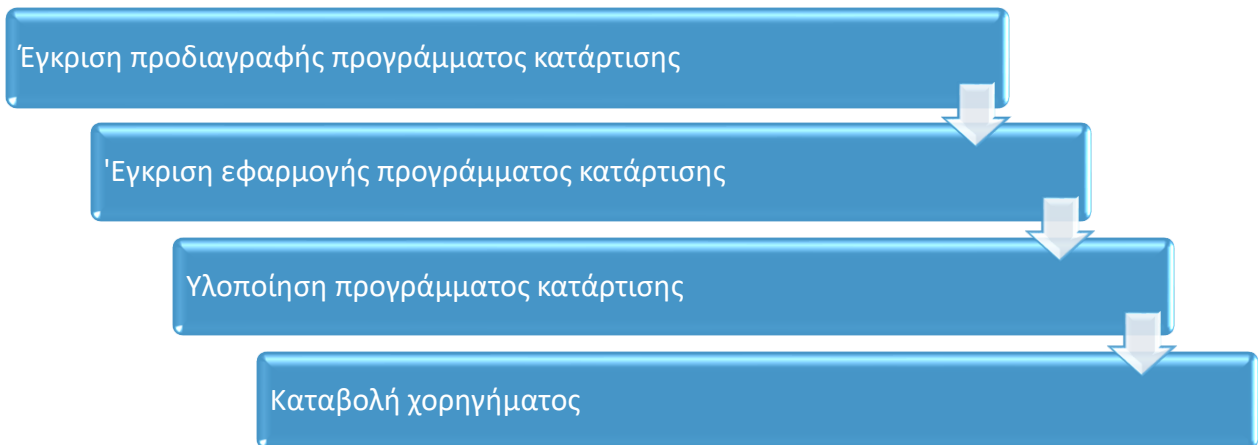 Έγκριση προδιαγραφής προγράμματος κατάρτισης
'Εγκριση εφαρμογής προγράμματος κατάρτισης
Υλοποίηση προγράμματος κατάρτισης
Καταβολή χορηγήματος